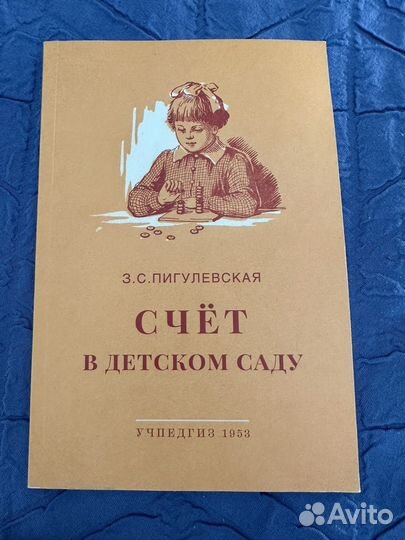 З.С.ПИГУЛЕВСКАЯ
СЧЁТ
В ДЕТСКОМ САДУ
УЧПЕДГИЗ 1953
Avito